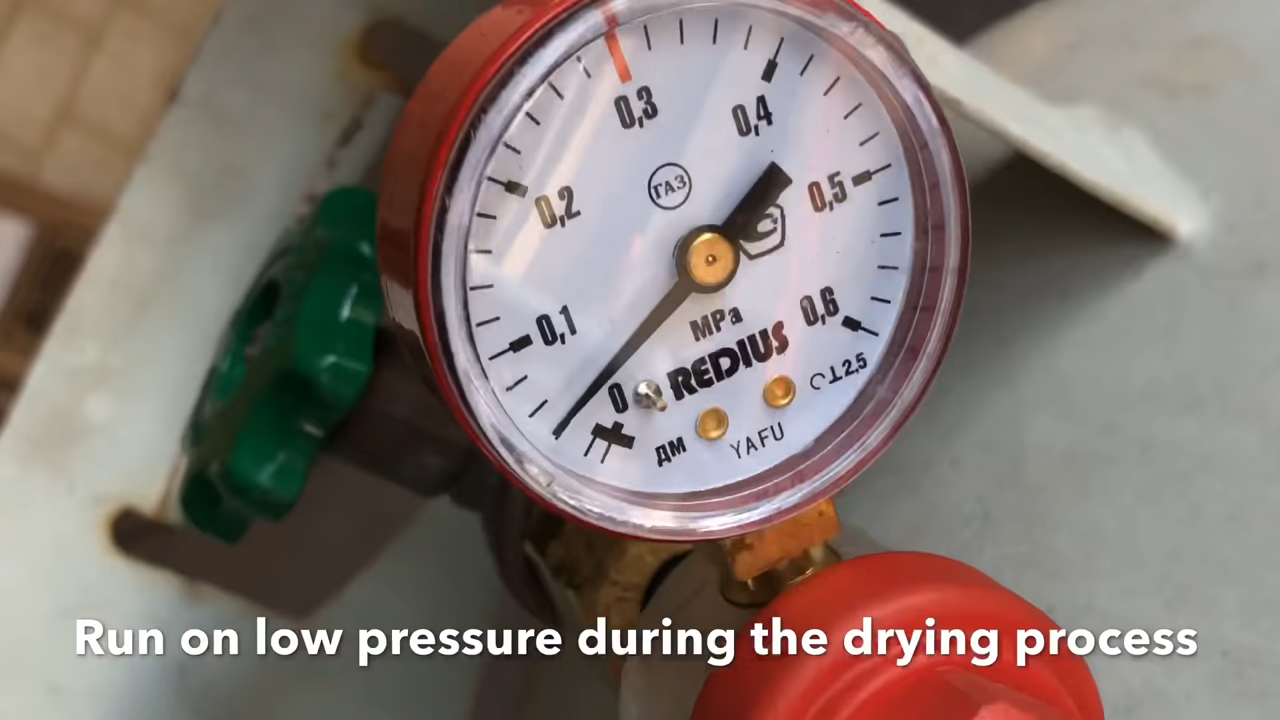 0,3
0,4
ГАЗ
0,2
0,5
0,1
MPa
0,6
REDIUS
0
2,5
ДМ
YAFU
Run on low pressure during the drying process